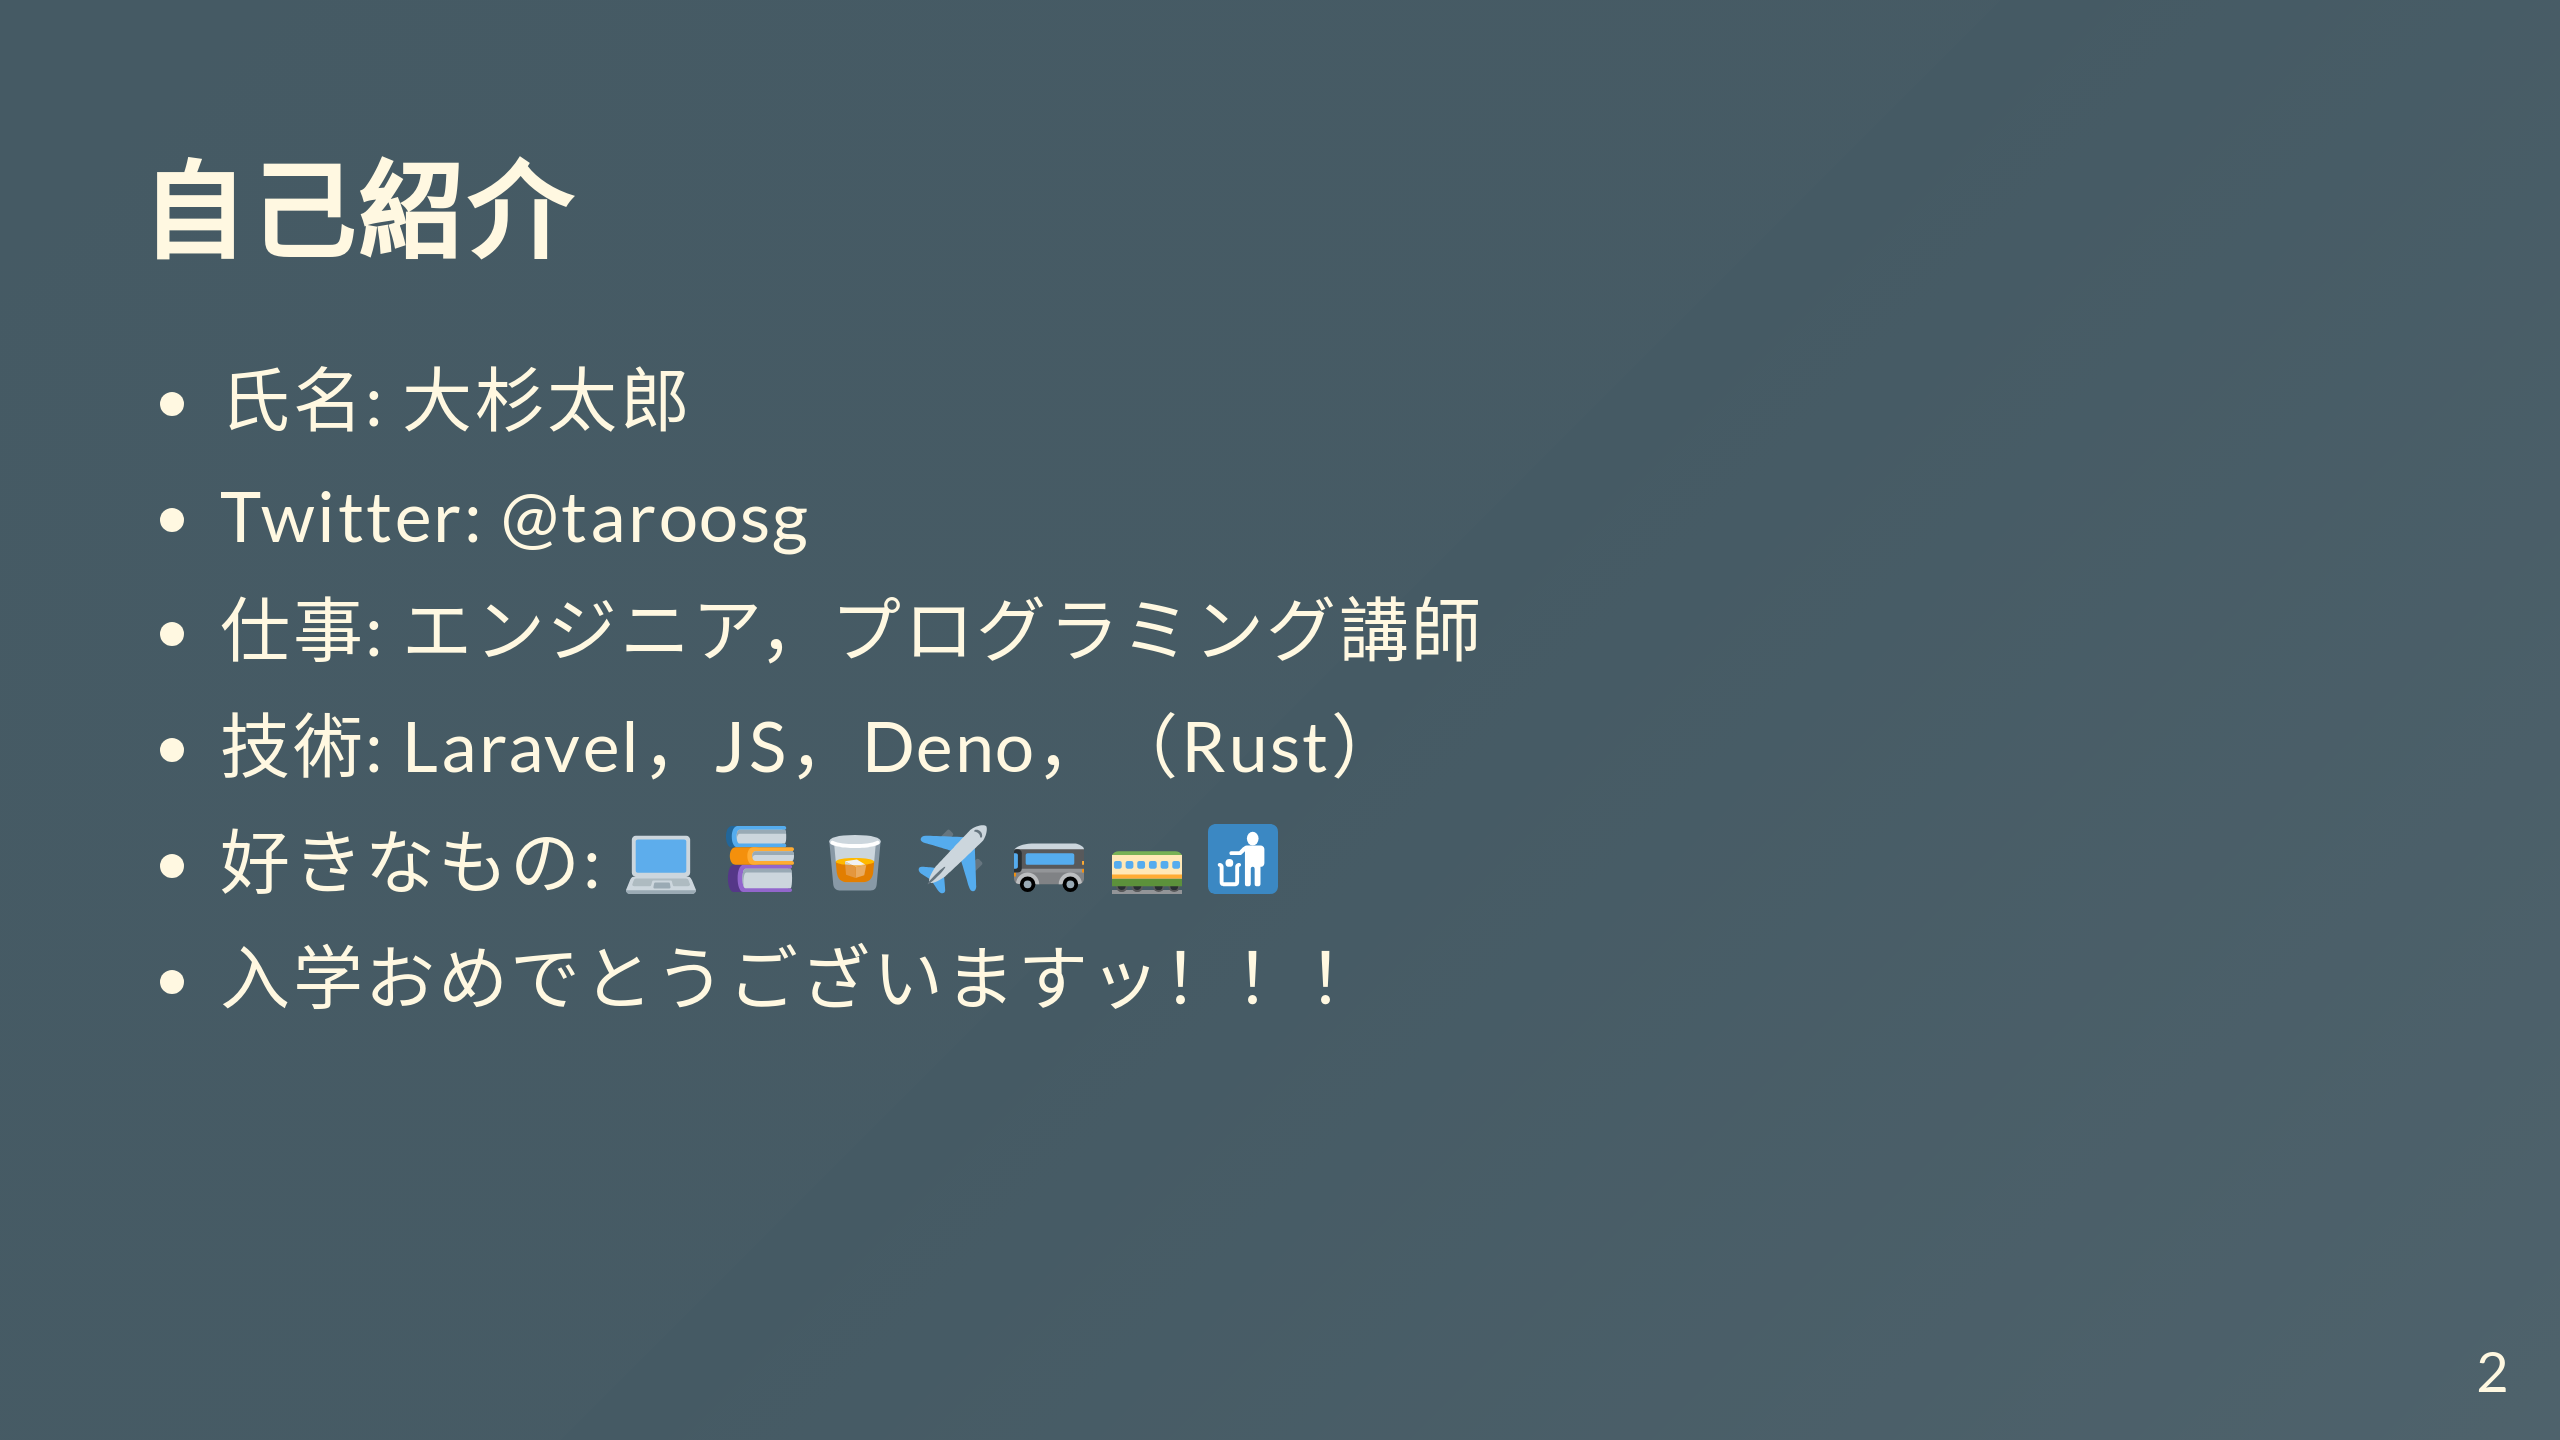 自己紹介
• 氏名: 大杉太郎
• Twitter: @taroosg
• 仕事: エンジニア，プログラミング講師
• 技術: Laravel，JS，Deno，（Rust）
• 好きなもの: 💻 📚 🥃 ✈️ 🚌 🚃 🚮
• 入学おめでとうございますッ！！！
2